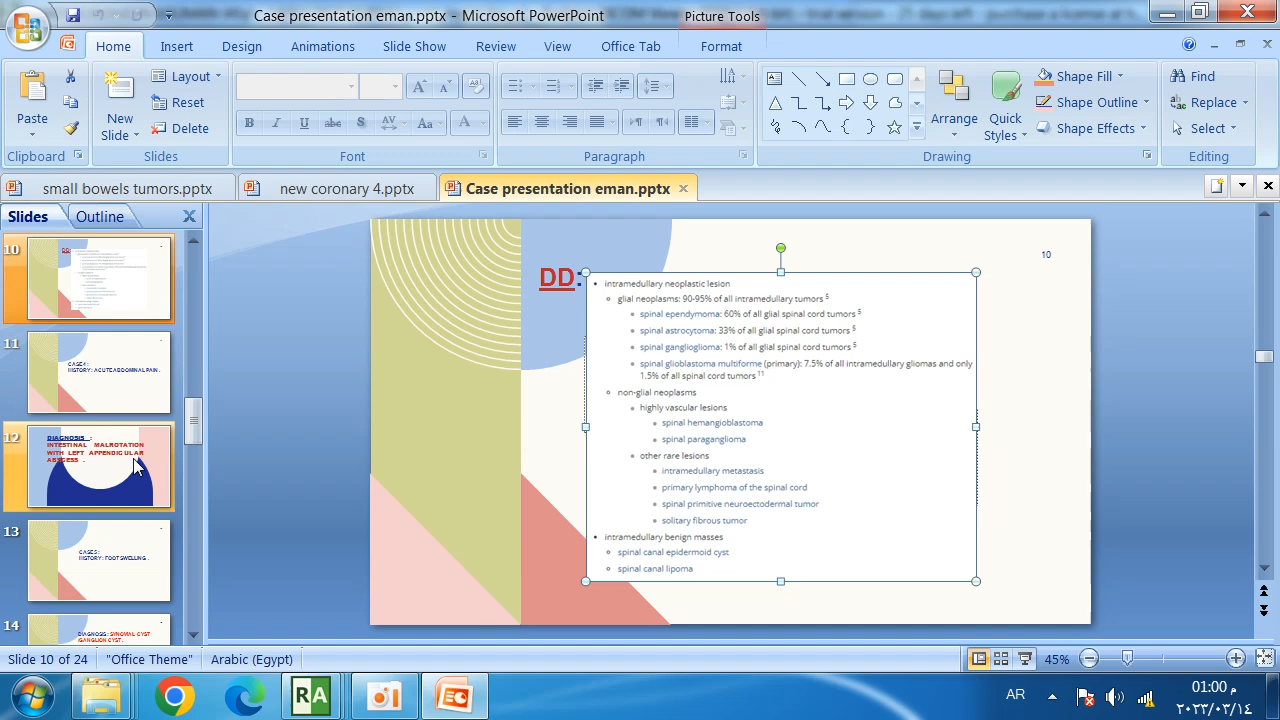 Case presentation eman.pptx - Microsoft PowerPoint
Picture Tools
Home
Insert
Design
Animations
Slide Show
Review
View
Office Tab
Format
Paste
Clipboard
New
Slide
Layout
Reset
Delete
Slides
B I U abc S AV Aa A
Font
Paragraph
Arrange
Quick
Styles
Shape Fill
Shape Outline
Shape Effects
Drawing
Find
Replace
Select
Editing
small bowels tumors.pptx
new coronary 4.pptx
Case presentation eman.pptx
Slides
Outline
10
DD:
11
CASE4:
HISTORY: ACUTE ABDOMINAL PAIN .
12
DIAGNOSIS :
INTESTINAL MALROTATION
WITH LEFT APPENDICULAR
ABSCESS .
13
CASE5:
HISTORY: FOOT SWELLING .
14
DIAGNOSIS: SYNOVIAL CYST
/GANGLION CYST .
10
DD:
• intramedullary neoplastic lesion
glial neoplasms: 90-95% of all intramedullary tumors 5
spinal ependymoma: 60% of all glial spinal cord tumors 5
spinal astrocytoma: 33% of all glial spinal cord tumors 5
spinal ganglioglioma: 1% of all glial spinal cord tumors 5
spinal glioblastoma multiforme (primary): 7.5% of all intramedullary gliomas and only
1.5% of all spinal cord tumors 11
non-glial neoplasms
highly vascular lesions
spinal hemangioblastoma
spinal paraganglioma
other rare lesions
intramedullary metastasis
primary lymphoma of the spinal cord
spinal primitive neuroectodermal tumor
solitary fibrous tumor
• intramedullary benign masses
spinal canal epidermoid cyst
spinal canal lipoma
Slide 10 of 24
"Office Theme"
Arabic (Egypt)
45%
RA
AR
01:00 م
٢٠٢٣/٠٣/١٤